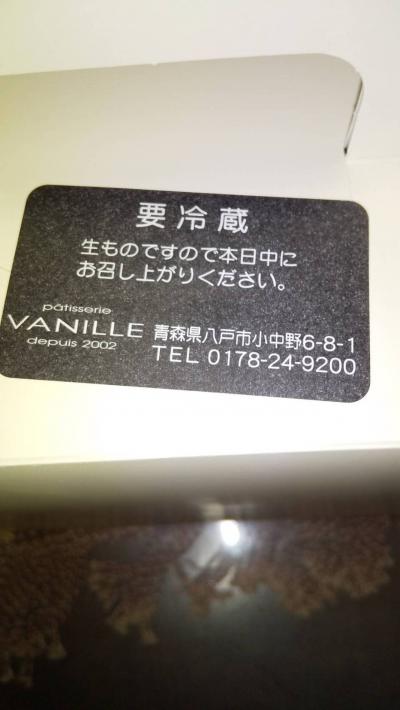 要冷蔵
生ものですので本日中に
お召し上がりください。
pâtisserie
VANILLE
depuis 2002
青森県八戸市小中野6-8-1
TEL 0178-24-9200